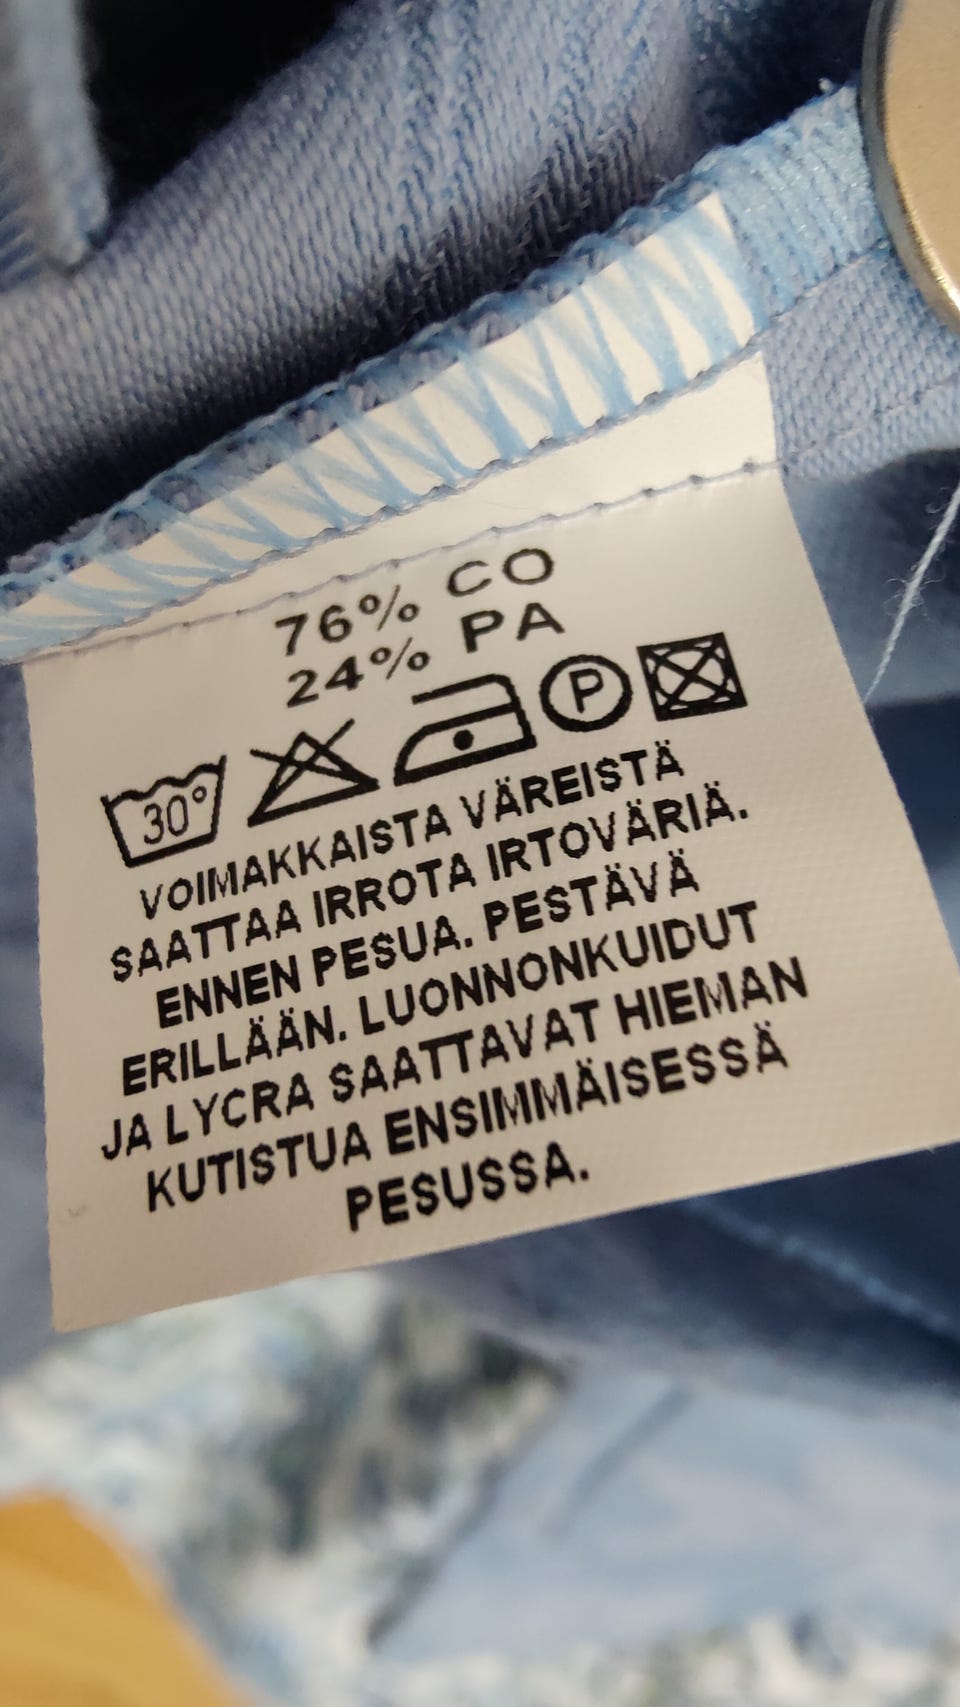 76% CO
24% PA
30° P
VOIMAKKAISTA VÄREISTÄ
SAATTAA IRROTA IRTOVÄRIÄ.
ENNEN PESUA. PESTÄVÄ
ERILLÄÄN. LUONNONKUIDUT
JA LYCRA SAATTAVAT HIEMAN
KUTISTUA ENSIMMÄISESSÄ
PESUSSA.